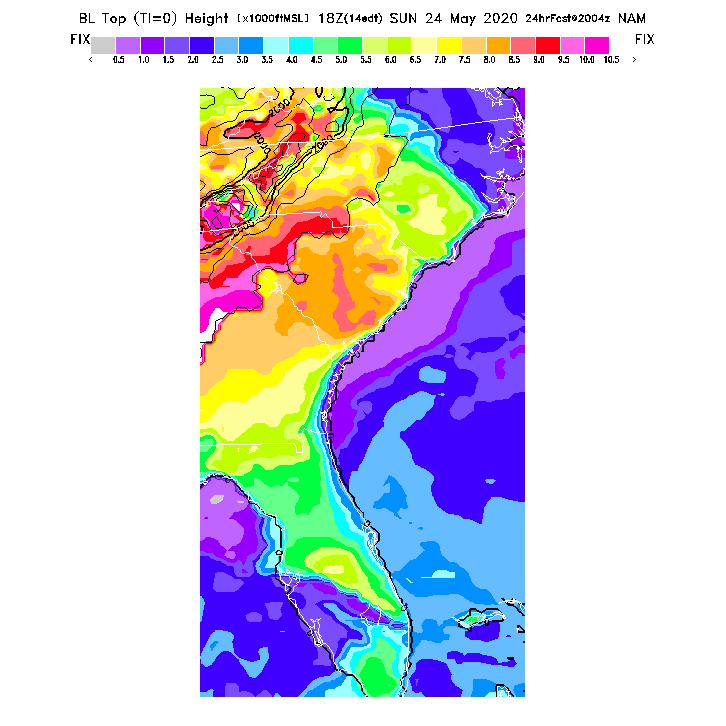 BL Top (TI=0) Height [x1000ftMSL] 18Z(14edt) SUN 24 May 2020 24hrFcst@2004z NAM
FIX FIX
< 0.5 1.0 1.5 2.0 2.5 3.0 3.5 4.0 4.5 5.0 5.5 6.0 6.5 7.0 7.5 8.0 8.5 9.0 9.5 10.0 10.5 >
2000
2000
2000